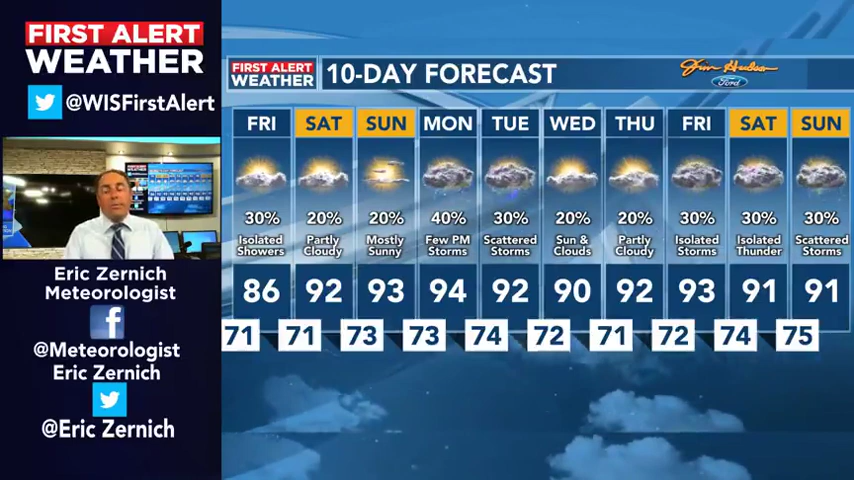 FIRST ALERT
WEATHER
@WISFirstAlert
Eric Zernich
Meteorologist
@Meteorologist
Eric Zernich
@Eric Zernich
FIRST ALERT
WEATHER
10-DAY FORECAST
Jim Hudson
Ford
FRI SAT SUN MON TUE WED THU FRI SAT SUN
30% 20% 20% 40% 30% 20% 20% 30% 30% 30%
Isolated Partly Mostly Few PM Scattered Sun & Partly Isolated Isolated Scattered
Showers Cloudy Sunny Storms Storms Clouds Cloudy Storms Thunder Storms
86 92 93 94 92 90 92 93 91 91
71 71 73 73 74 72 71 72 74 75